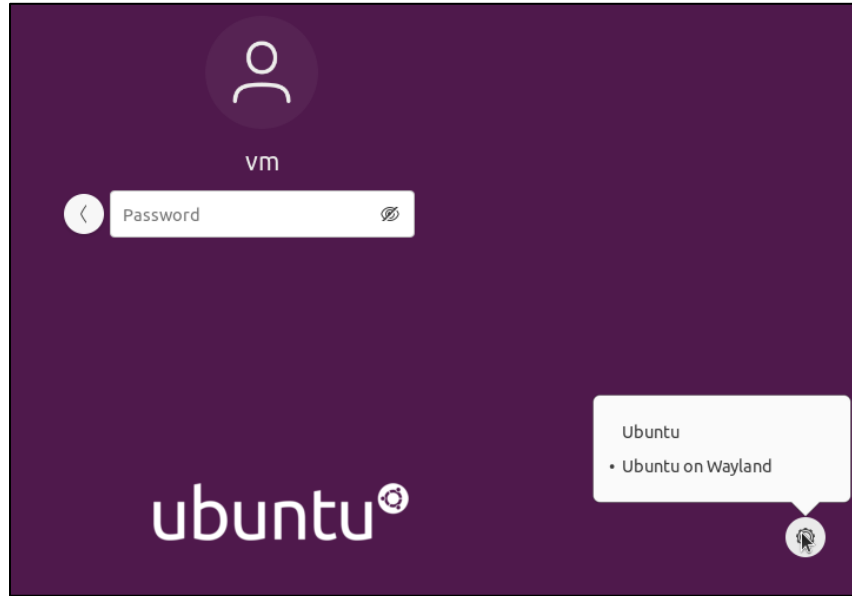 vm
Password
Ubuntu
• Ubuntu on Wayland
ubuntu